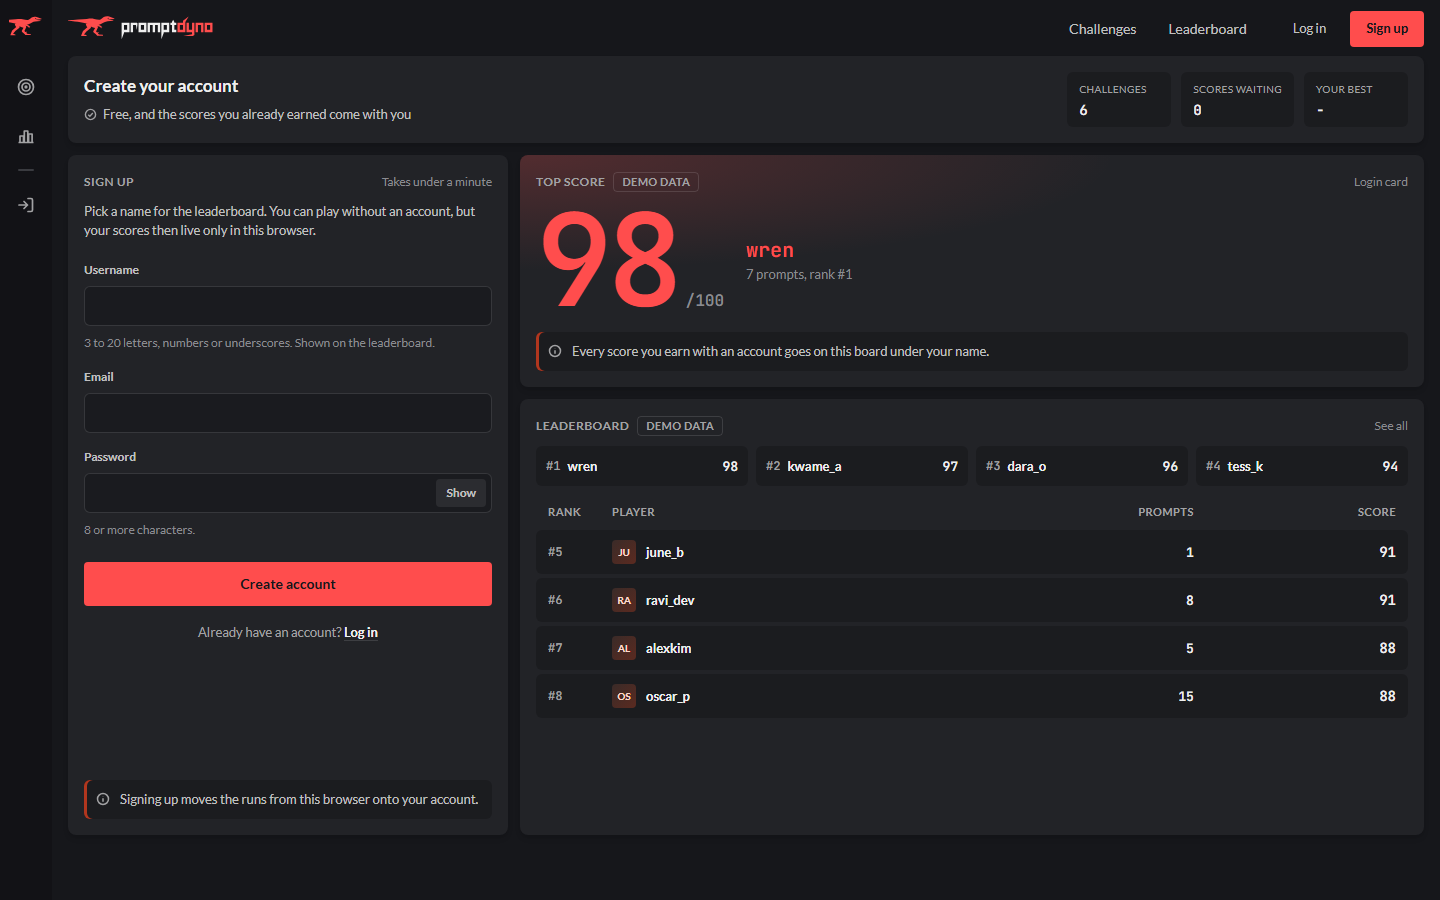 promptdyno
Challenges
Leaderboard
Log in
Sign up
Create your account
Free, and the scores you already earned come with you
CHALLENGES
6
SCORES WAITING
0
YOUR BEST
-
SIGN UP
Takes under a minute
Pick a name for the leaderboard. You can play without an account, but
your scores then live only in this browser.
Username
3 to 20 letters, numbers or underscores. Shown on the leaderboard.
Email
Password
Show
8 or more characters.
Create account
Already have an account? Log in
Signing up moves the runs from this browser onto your account.
TOP SCORE
DEMO DATA
Login card
98
/100
wren
7 prompts, rank #1
Every score you earn with an account goes on this board under your name.
LEADERBOARD
DEMO DATA
See all
#1 wren 98
#2 kwame_a 97
#3 dara_o 96
#4 tess_k 94
RANK PLAYER PROMPTS SCORE
#5 JU june_b 1 91
#6 RA ravi_dev 8 91
#7 AL alexkim 5 88
#8 OS oscar_p 15 88